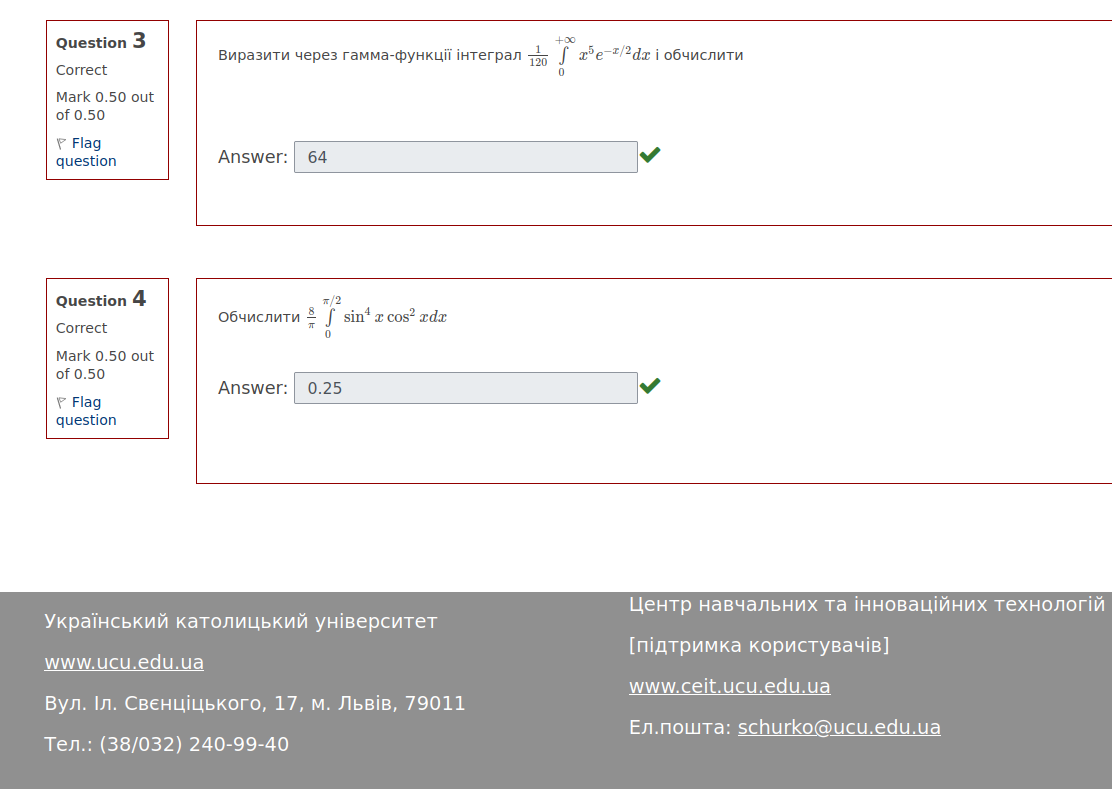 Question 3
Correct
Mark 0.50 out
of 0.50
Flag
question
Виразити через гамма-функції інтеграл $\frac{1}{120} \int\limits_0^{+\infty} x^5 e^{-x/2} dx$ і обчислити
Answer: 64
Question 4
Correct
Mark 0.50 out
of 0.50
Flag
question
Обчислити $\frac{8}{\pi} \int\limits_0^{\pi/2} \sin^4 x \cos^2 x dx$
Answer: 0.25
Український католицький університет
www.ucu.edu.ua
Вул. Іл. Свєнціцького, 17, м. Львів, 79011
Тел.: (38/032) 240-99-40
Центр навчальних та інноваційних технологій
[підтримка користувачів]
www.ceit.ucu.edu.ua
Ел.пошта: schurko@ucu.edu.ua